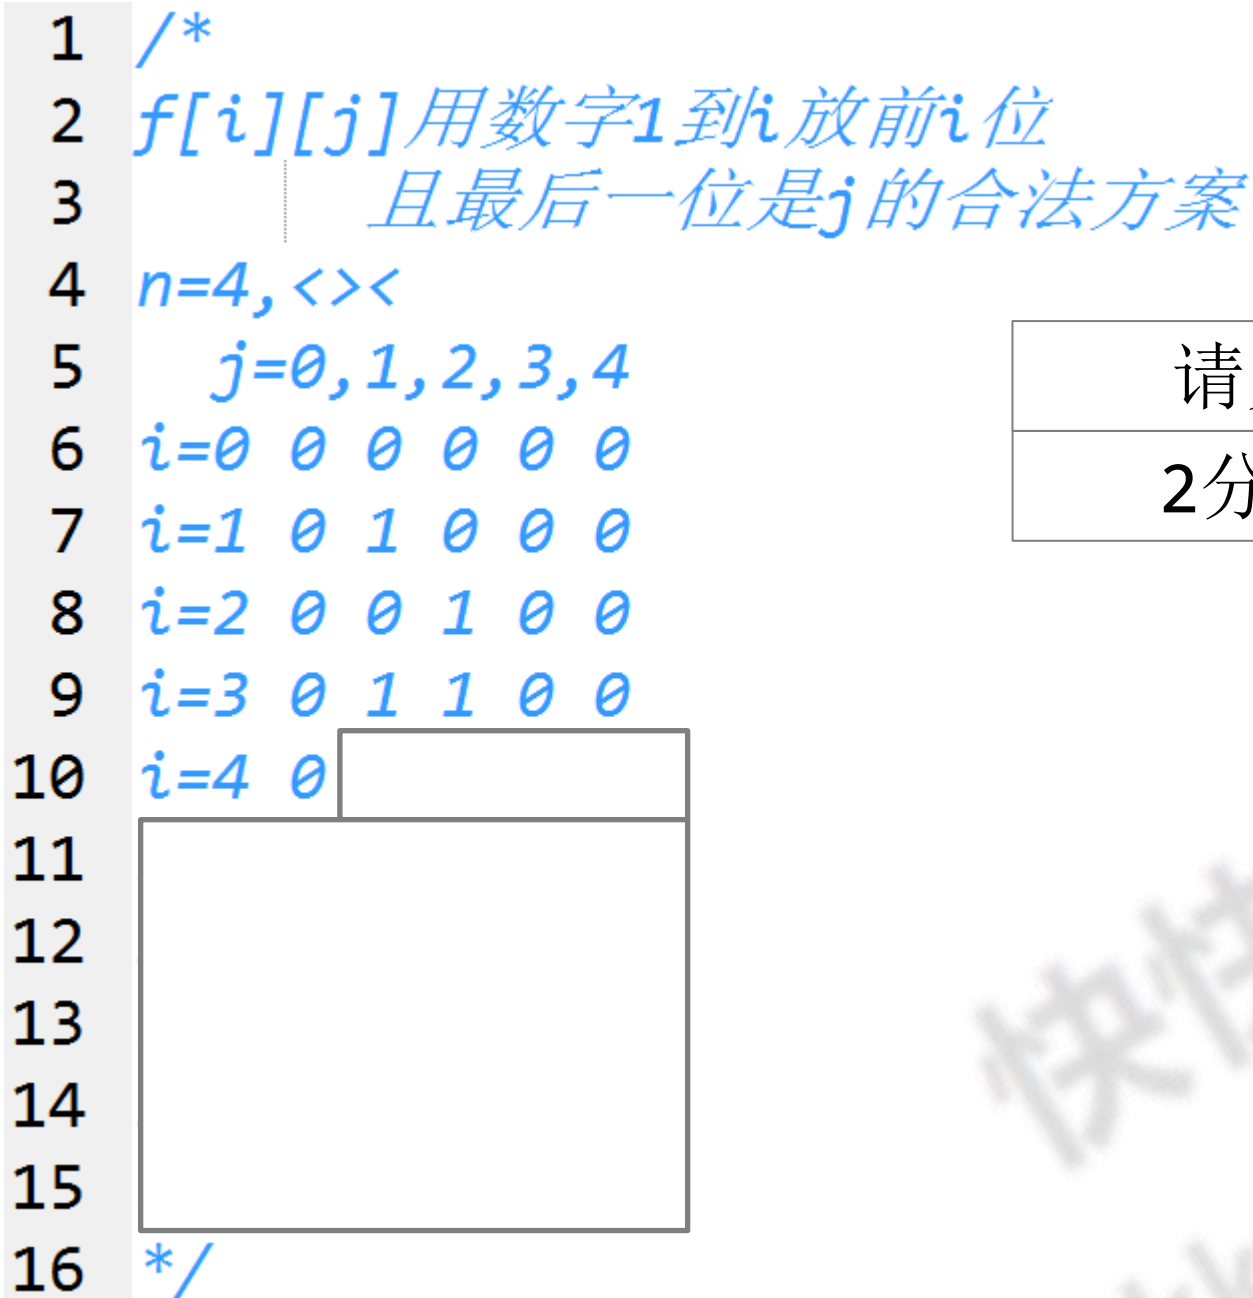 1 /*
2 f[i][j]用数字1到i放前i位
3 且最后一位是j的合法方案
4 n=4,<><
5 j=0,1,2,3,4
6 i=0 0 0 0 0 0
7 i=1 0 1 0 0 0
8 i=2 0 0 1 0 0
9 i=3 0 1 1 0 0
10 i=4 0
11
12
13
14
15
16 */
请
2分
快